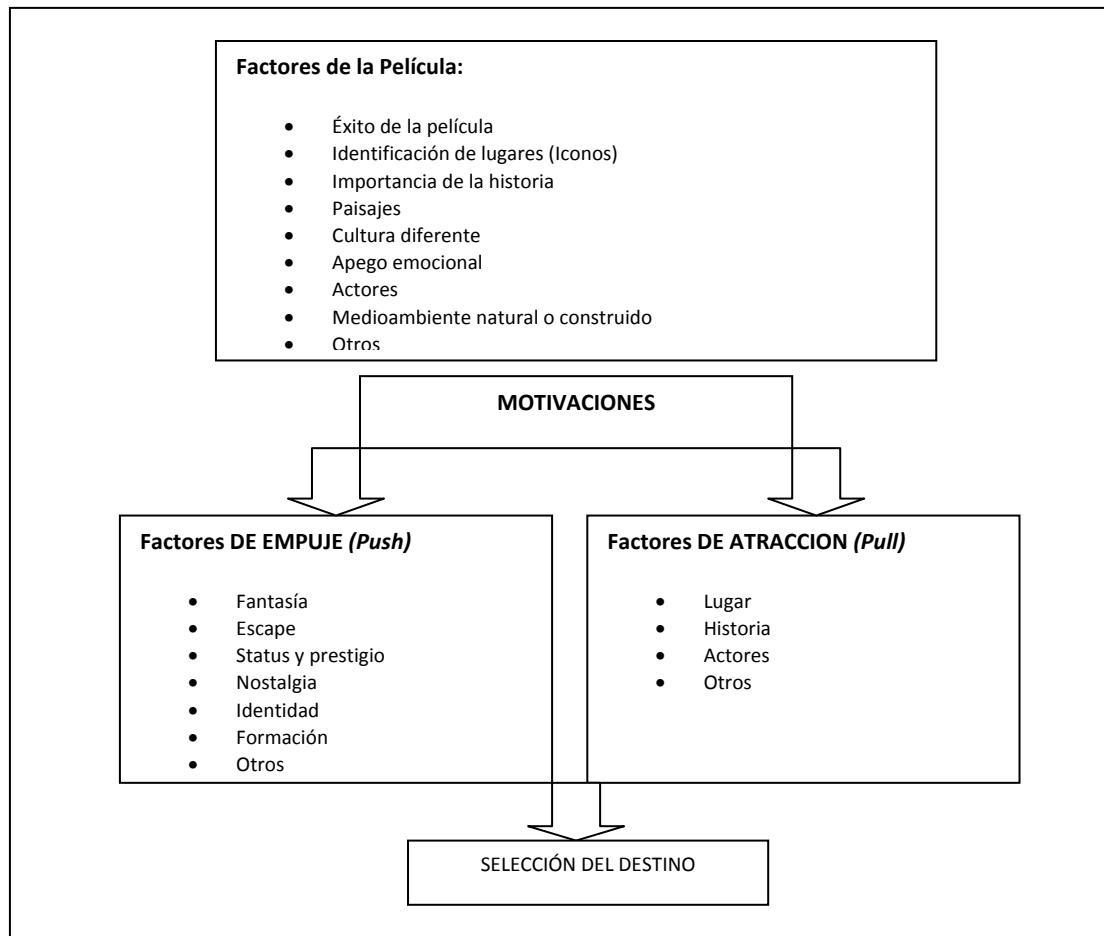 Factores de la Película:
• Éxito de la película
• Identificación de lugares (Iconos)
• Importancia de la historia
• Paisajes
• Cultura diferente
• Apego emocional
• Actores
• Medioambiente natural o construido
• Otros
MOTIVACIONES
Factores DE EMPUJE (Push)
• Fantasía
• Escape
• Status y prestigio
• Nostalgia
• Identidad
• Formación
• Otros
Factores DE ATRACCION (Pull)
• Lugar
• Historia
• Actores
• Otros
SELECCIÓN DEL DESTINO